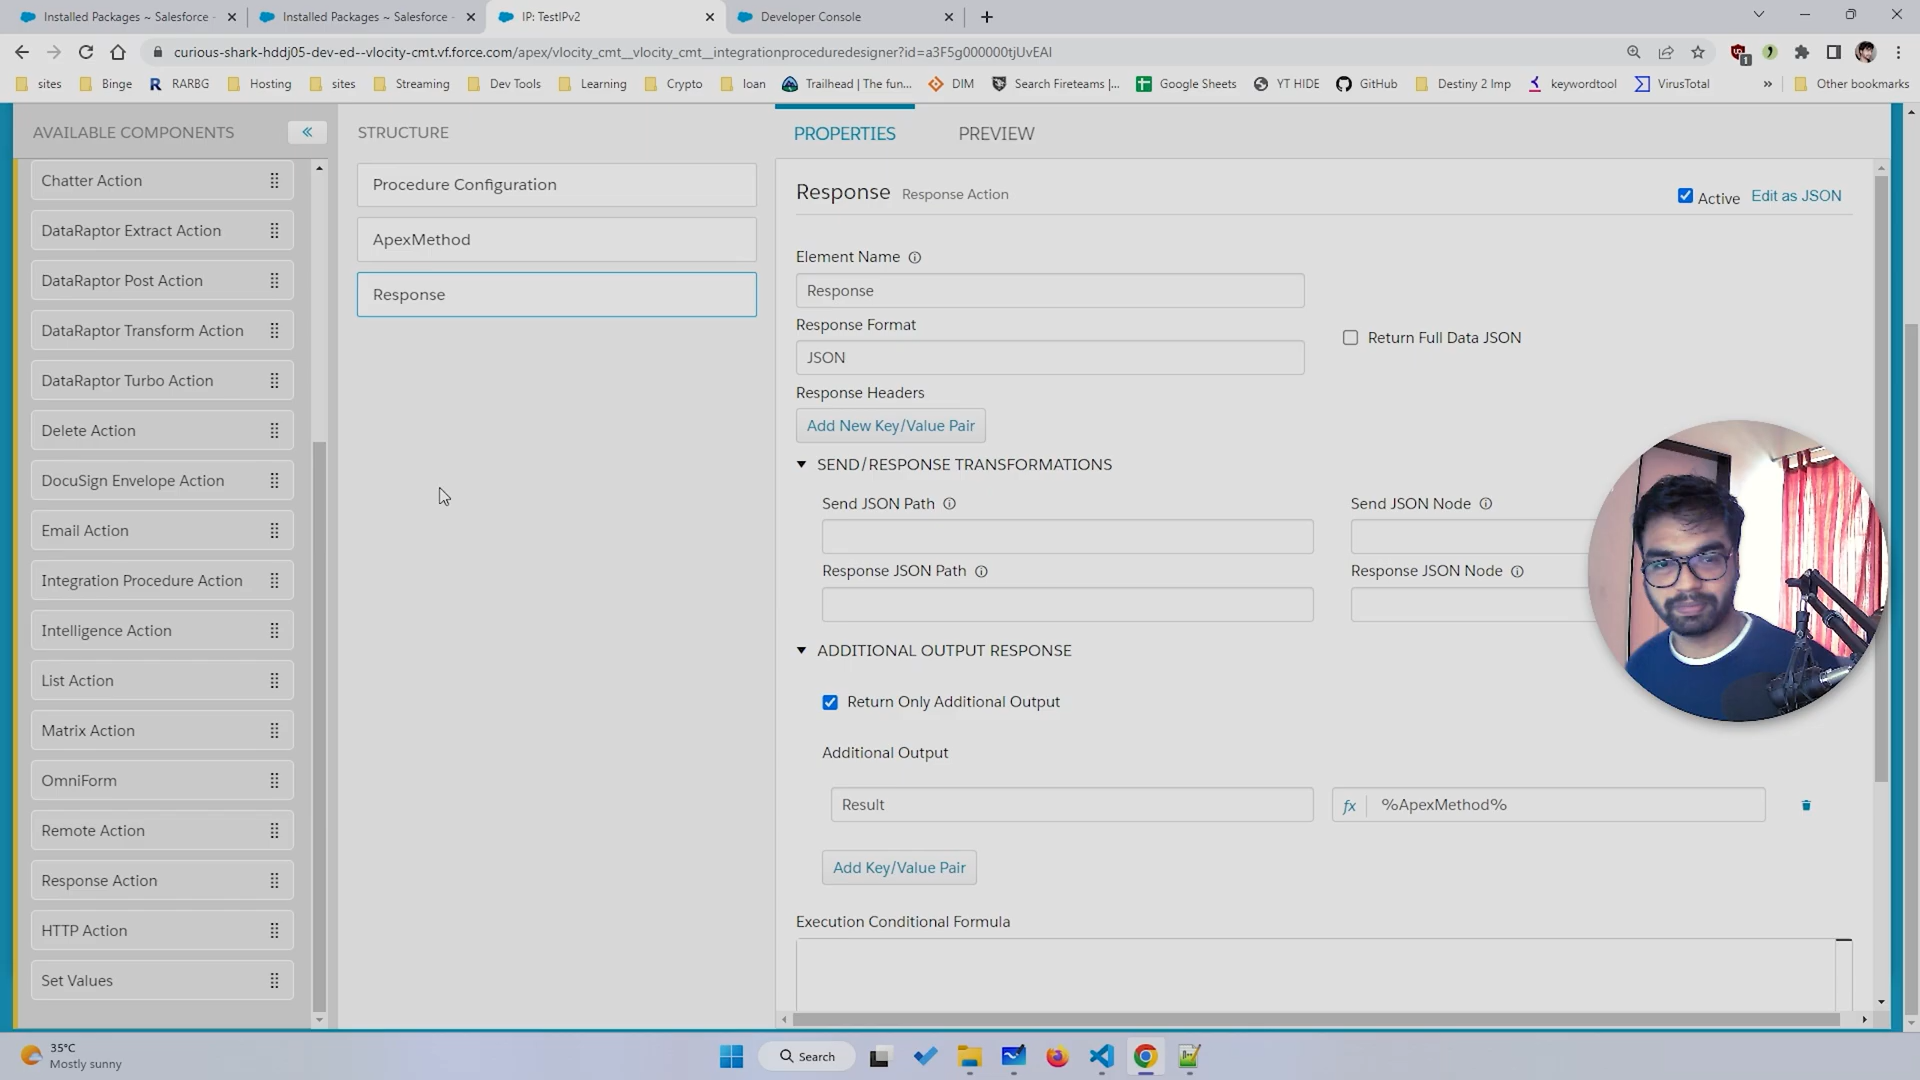 Installed Packages ~ Salesforce -
Installed Packages ~ Salesforce -
IP: TestIPv2
Developer Console
curious-shark-hddj05-dev-ed--vlocity-cmt.vf.force.com/apex/vlocity_cmt__vlocity_cmt__integrationproceduredesigner?id=a3F5g000000tjUvEAI
sites
Binge
R RARBG
Hosting
sites
Streaming
Dev Tools
Learning
Crypto
loan
Trailhead | The fun...
DIM
Search Fireteams |...
Google Sheets
YT HIDE
GitHub
Destiny 2 Imp
keywordtool
VirusTotal
»
Other bookmarks
AVAILABLE COMPONENTS
STRUCTURE
PROPERTIES
PREVIEW
Chatter Action
DataRaptor Extract Action
DataRaptor Post Action
DataRaptor Transform Action
DataRaptor Turbo Action
Delete Action
DocuSign Envelope Action
Email Action
Integration Procedure Action
Intelligence Action
List Action
Matrix Action
OmniForm
Remote Action
Response Action
HTTP Action
Set Values
Procedure Configuration
ApexMethod
Response
Response Response Action
Active Edit as JSON
Element Name
Response
Response Format
JSON
Return Full Data JSON
Response Headers
Add New Key/Value Pair
SEND/RESPONSE TRANSFORMATIONS
Send JSON Path
Send JSON Node
Response JSON Path
Response JSON Node
ADDITIONAL OUTPUT RESPONSE
Return Only Additional Output
Additional Output
Result
fx %ApexMethod%
Add Key/Value Pair
Execution Conditional Formula
35°C
Mostly sunny
Search